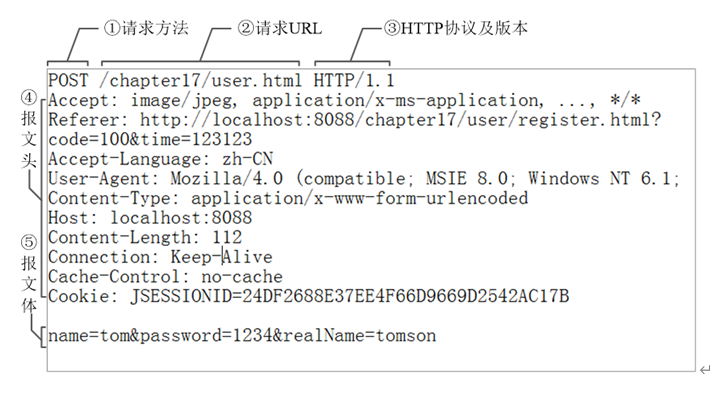 ①请求方法 ②请求URL ③HTTP协议及版本
POST /chapter17/user.html HTTP/1.1
④报文头
Accept: image/jpeg, application/x-ms-application, ..., */*
Referer: http://localhost:8088/chapter17/user/register.html?
code=100&time=123123
Accept-Language: zh-CN
User-Agent: Mozilla/4.0 (compatible; MSIE 8.0; Windows NT 6.1;
Content-Type: application/x-www-form-urlencoded
Host: localhost:8088
Content-Length: 112
Connection: Keep-Alive
Cache-Control: no-cache
Cookie: JSESSIONID=24DF2688E37EE4F66D9669D2542AC17B
⑤报文体
name=tom&password=1234&realName=tomson